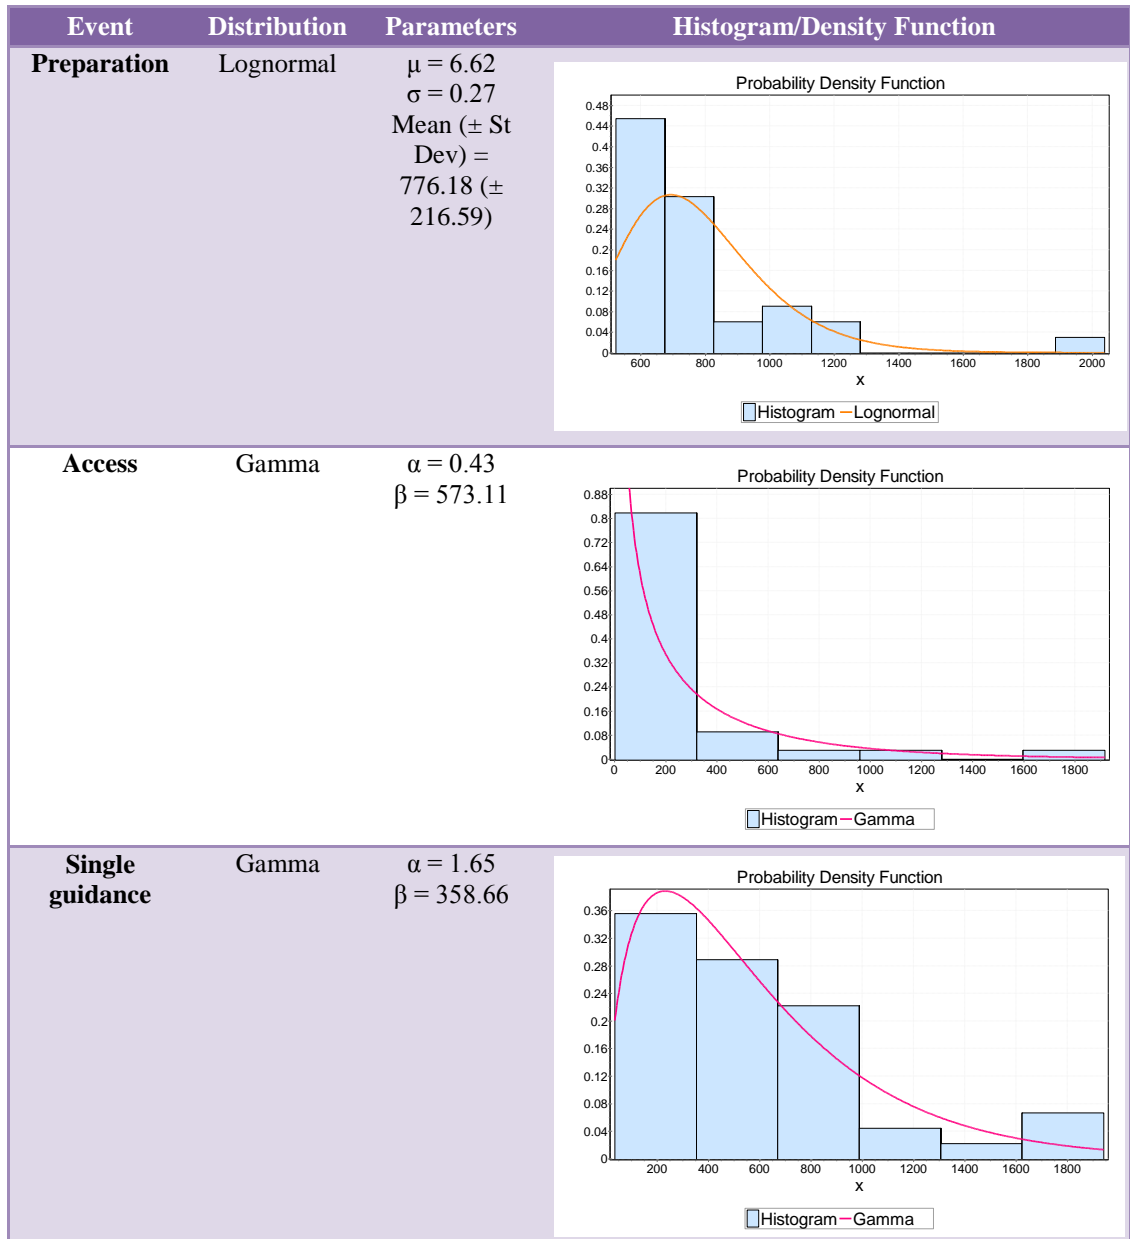 Event Distribution Parameters Histogram/Density Function
Preparation Lognormal μ = 6.62
σ = 0.27
Mean (± St
Dev) =
776.18 (±
216.59)
Probability Density Function
0.48
0.44
0.4
0.36
0.32
0.28
0.24
0.2
0.16
0.12
0.08
0.04
0
600 800 1000 1200 1400 1600 1800 2000
x
Histogram Lognormal
Access Gamma α = 0.43
β = 573.11
Probability Density Function
0.88
0.8
0.72
0.64
0.56
0.48
0.4
0.32
0.24
0.16
0.08
0
0 200 400 600 800 1000 1200 1400 1600 1800
x
Histogram Gamma
Single Gamma α = 1.65
guidance β = 358.66
Probability Density Function
0.36
0.32
0.28
0.24
0.2
0.16
0.12
0.08
0.04
0
200 400 600 800 1000 1200 1400 1600 1800
x
Histogram Gamma